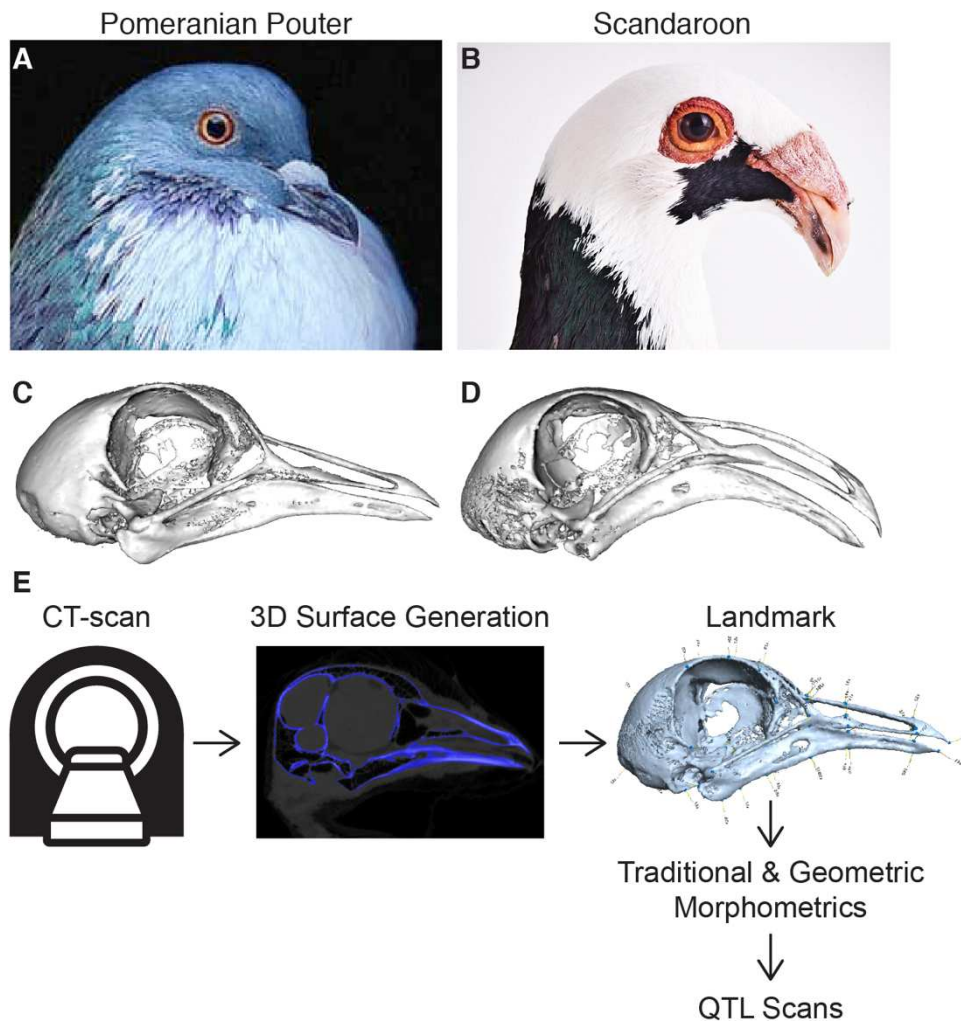 Pomeranian Pouter
Scandaroon
A
B
C
D
E
CT-scan
3D Surface Generation
Landmark
Traditional & Geometric
Morphometrics
QTL Scans